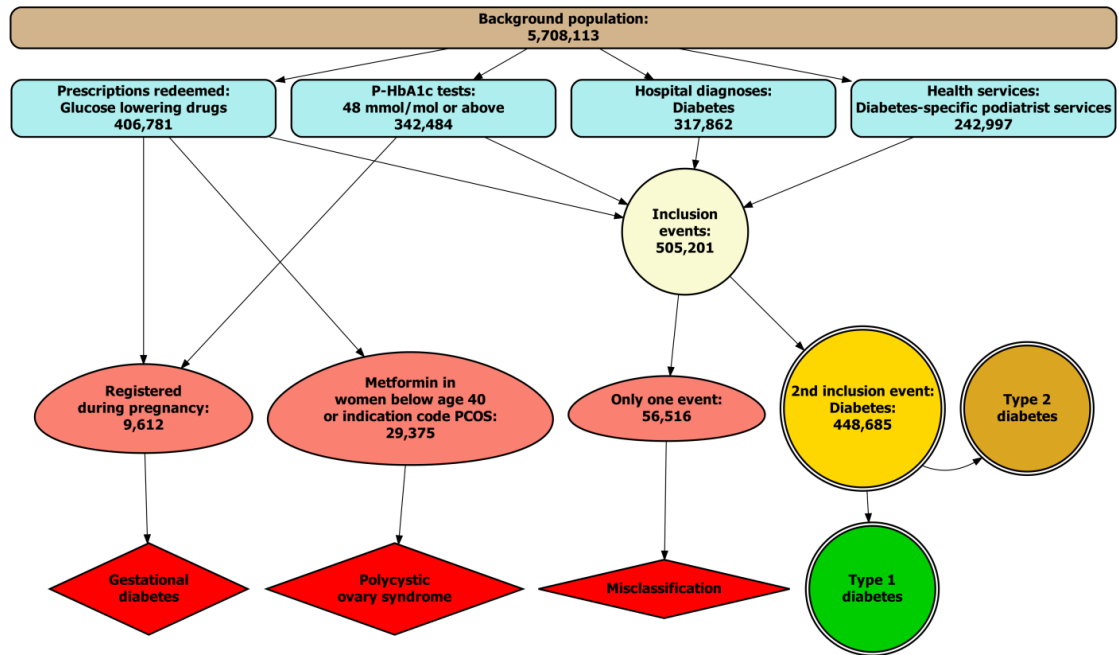 Background population:
5,708,113
Prescriptions redeemed:
Glucose lowering drugs
406,781
P-HbA1c tests:
48 mmol/mol or above
342,484
Hospital diagnoses:
Diabetes
317,862
Health services:
Diabetes-specific podiatrist services
242,997
Inclusion
events:
505,201
Registered
during pregnancy:
9,612
Metformin in
women below age 40
or indication code PCOS:
29,375
Only one event:
56,516
2nd inclusion event:
Diabetes:
448,685
Type 2
diabetes
Gestational
diabetes
Polycystic
ovary syndrome
Misclassification
Type 1
diabetes